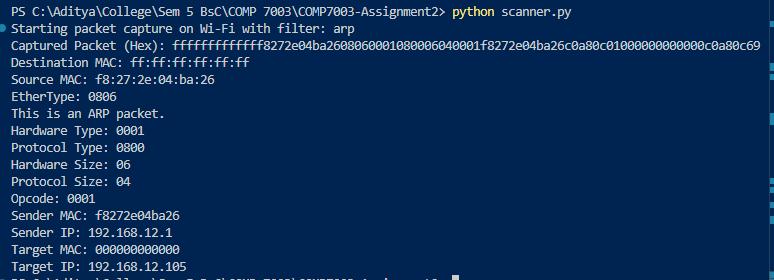 PS C:\Aditya\College\Sem 5 BsC\COMP 7003\COMP7003-Assignment2> python scanner.py
Starting packet capture on Wi-Fi with filter: arp
Captured Packet (Hex): fffffffffffff8272e04ba2608060001080006040001f8272e04ba26c0a80c01000000000000c0a80c69
Destination MAC: ff:ff:ff:ff:ff:ff
Source MAC: f8:27:2e:04:ba:26
EtherType: 0806
This is an ARP packet.
Hardware Type: 0001
Protocol Type: 0800
Hardware Size: 06
Protocol Size: 04
Opcode: 0001
Sender MAC: f8272e04ba26
Sender IP: 192.168.12.1
Target MAC: 000000000000
Target IP: 192.168.12.105